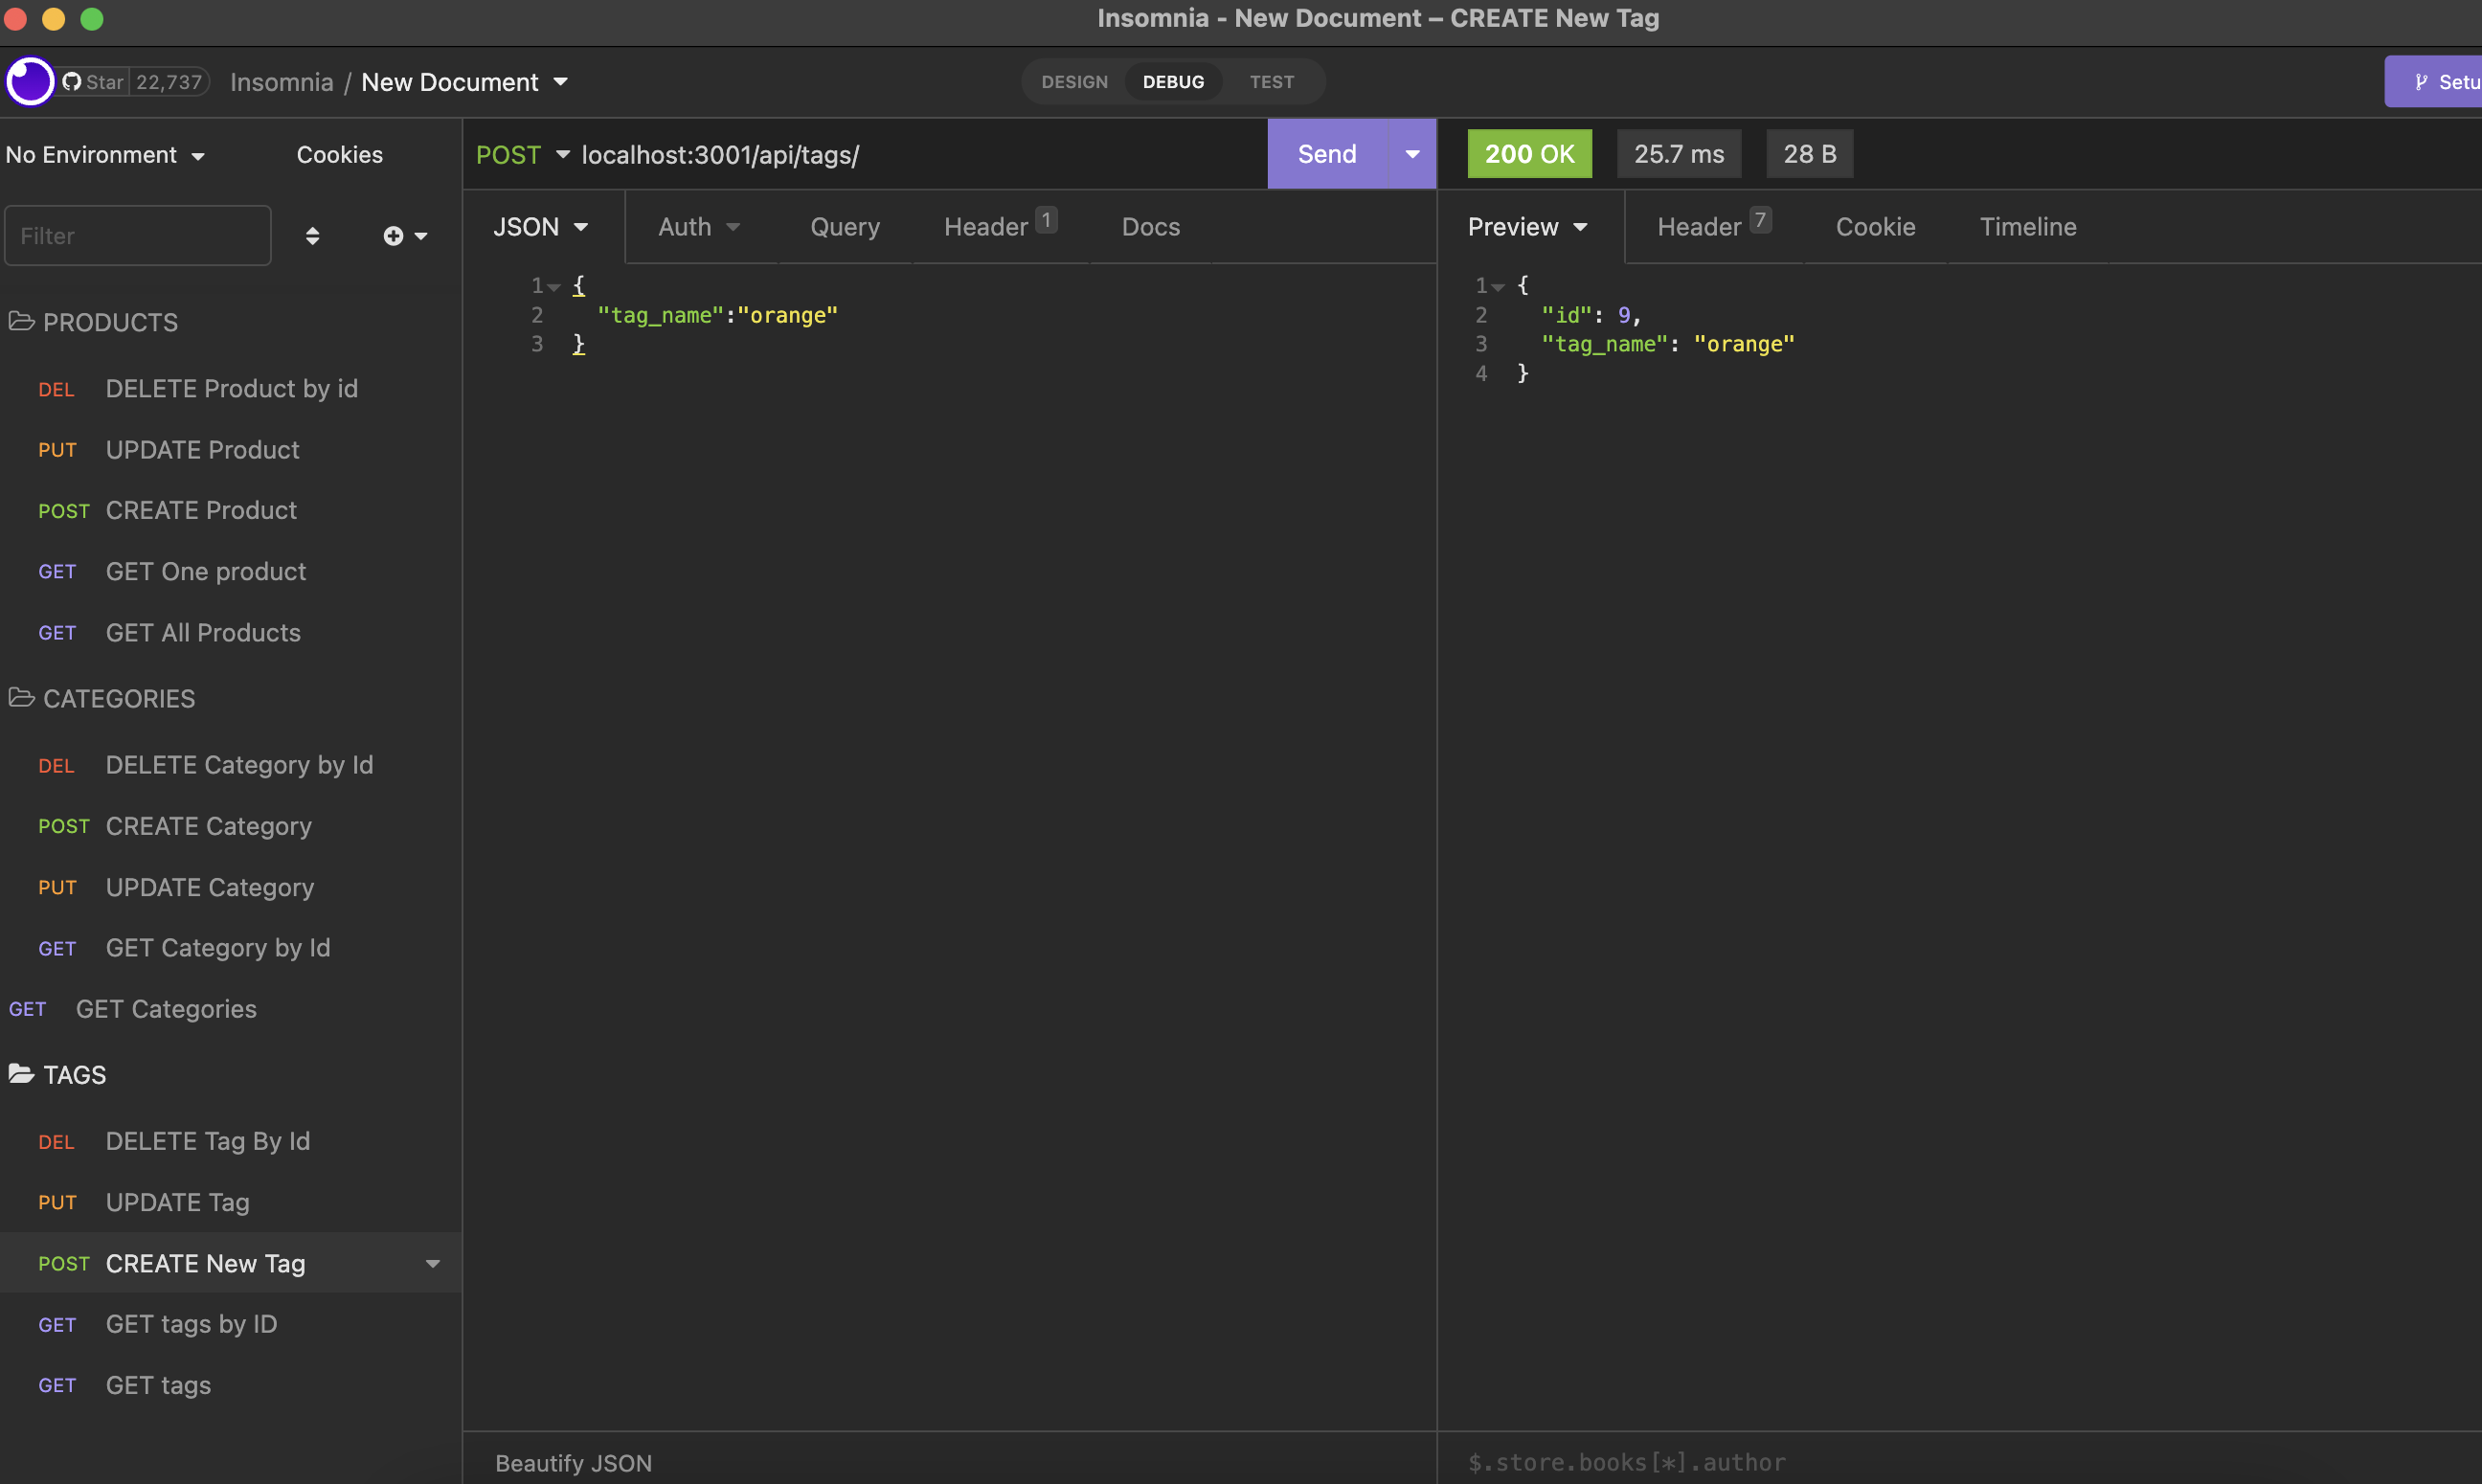 Insomnia - New Document – CREATE New Tag
Star 22,737 Insomnia / New Document
DESIGN DEBUG TEST
Setu
No Environment Cookies
Filter
PRODUCTS
DEL DELETE Product by id
PUT UPDATE Product
POST CREATE Product
GET GET One product
GET GET All Products
CATEGORIES
DEL DELETE Category by Id
POST CREATE Category
PUT UPDATE Category
GET GET Category by Id
GET GET Categories
TAGS
DEL DELETE Tag By Id
PUT UPDATE Tag
POST CREATE New Tag
GET GET tags by ID
GET GET tags
POST localhost:3001/api/tags/ Send
JSON Auth Query Header 1 Docs
1 {
2 "tag_name":"orange"
3 }
Beautify JSON
200 OK 25.7 ms 28 B
Preview Header 7 Cookie Timeline
1 {
2 "id": 9,
3 "tag_name": "orange"
4 }
$.store.books[*].author